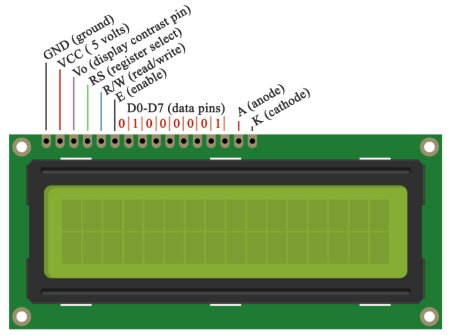 GND (ground)
VCC ( 5 volts)
Vo (display contrast pin)
RS (register select)
R/W (read/write)
E (enable)
D0-D7 (data pins)
0|1|0|0|0|0|0|1|
A (anode)
K (cathode)